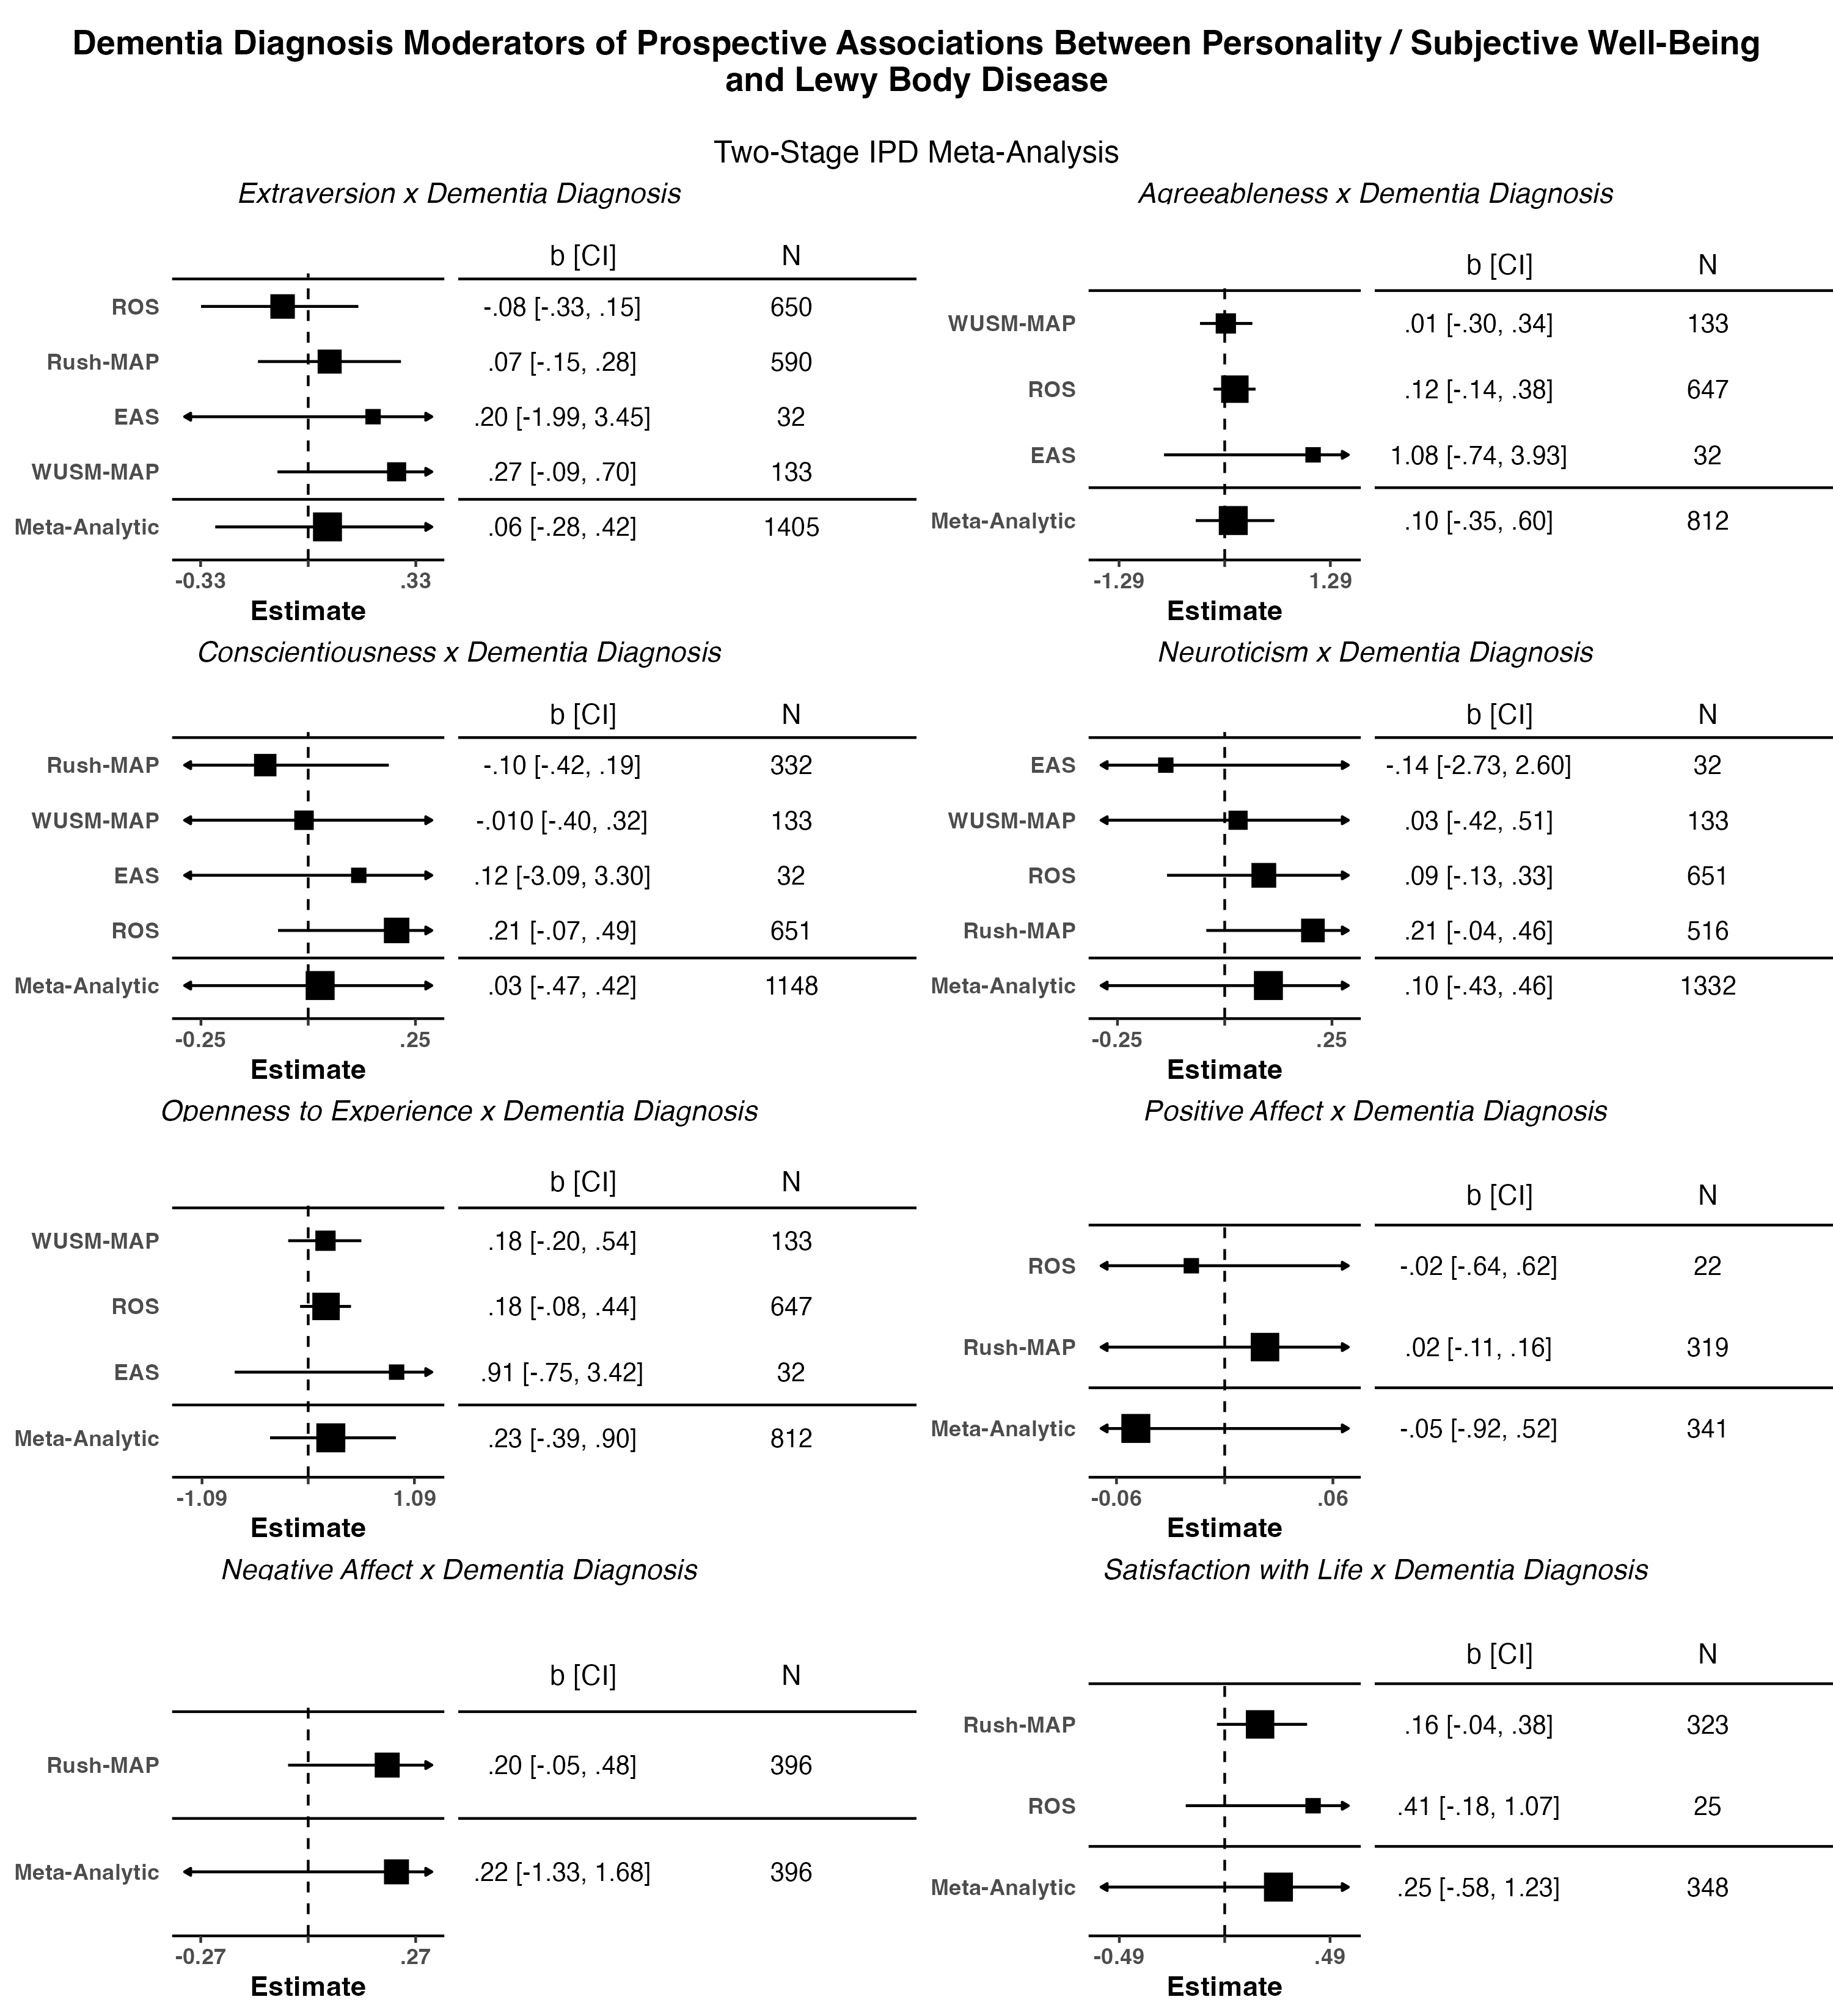 Dementia Diagnosis Moderators of Prospective Associations Between Personality / Subjective Well-Being
and Lewy Body Disease
Two-Stage IPD Meta-Analysis
Extraversion x Dementia Diagnosis
b [CI] N
ROS -.08 [-.33, .15] 650
Rush-MAP .07 [-.15, .28] 590
EAS .20 [-1.99, 3.45] 32
WUSM-MAP .27 [-.09, .70] 133
Meta-Analytic .06 [-.28, .42] 1405
-0.33 .33
Estimate
Agreeableness x Dementia Diagnosis
b [CI] N
WUSM-MAP .01 [-.30, .34] 133
ROS .12 [-.14, .38] 647
EAS 1.08 [-.74, 3.93] 32
Meta-Analytic .10 [-.35, .60] 812
-1.29 1.29
Estimate
Conscientiousness x Dementia Diagnosis
b [CI] N
Rush-MAP -.10 [-.42, .19] 332
WUSM-MAP -.010 [-.40, .32] 133
EAS .12 [-3.09, 3.30] 32
ROS .21 [-.07, .49] 651
Meta-Analytic .03 [-.47, .42] 1148
-0.25 .25
Estimate
Neuroticism x Dementia Diagnosis
b [CI] N
EAS -.14 [-2.73, 2.60] 32
WUSM-MAP .03 [-.42, .51] 133
ROS .09 [-.13, .33] 651
Rush-MAP .21 [-.04, .46] 516
Meta-Analytic .10 [-.43, .46] 1332
-0.25 .25
Estimate
Openness to Experience x Dementia Diagnosis
b [CI] N
WUSM-MAP .18 [-.20, .54] 133
ROS .18 [-.08, .44] 647
EAS .91 [-.75, 3.42] 32
Meta-Analytic .23 [-.39, .90] 812
-1.09 1.09
Estimate
Positive Affect x Dementia Diagnosis
b [CI] N
ROS -.02 [-.64, .62] 22
Rush-MAP .02 [-.11, .16] 319
Meta-Analytic -.05 [-.92, .52] 341
-0.06 .06
Estimate
Negative Affect x Dementia Diagnosis
b [CI] N
Rush-MAP .20 [-.05, .48] 396
Meta-Analytic .22 [-1.33, 1.68] 396
-0.27 .27
Estimate
Satisfaction with Life x Dementia Diagnosis
b [CI] N
Rush-MAP .16 [-.04, .38] 323
ROS .41 [-.18, 1.07] 25
Meta-Analytic .25 [-.58, 1.23] 348
-0.49 .49
Estimate